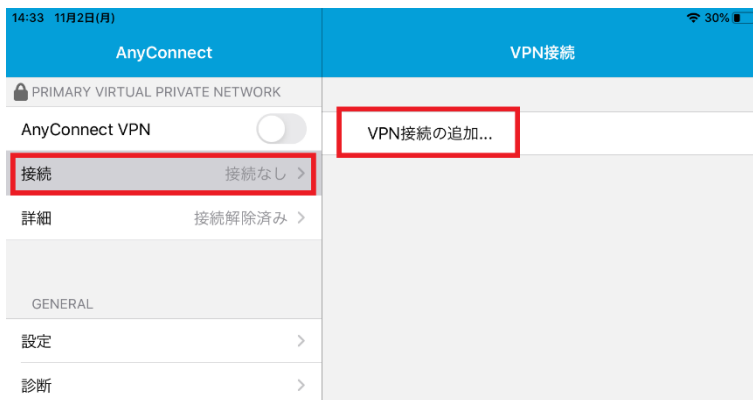 14:33 11月2日(月)
30%
AnyConnect
VPN接続
PRIMARY VIRTUAL PRIVATE NETWORK
AnyConnect VPN
VPN接続の追加...
接続 接続なし
詳細 接続解除済み
GENERAL
設定
診断